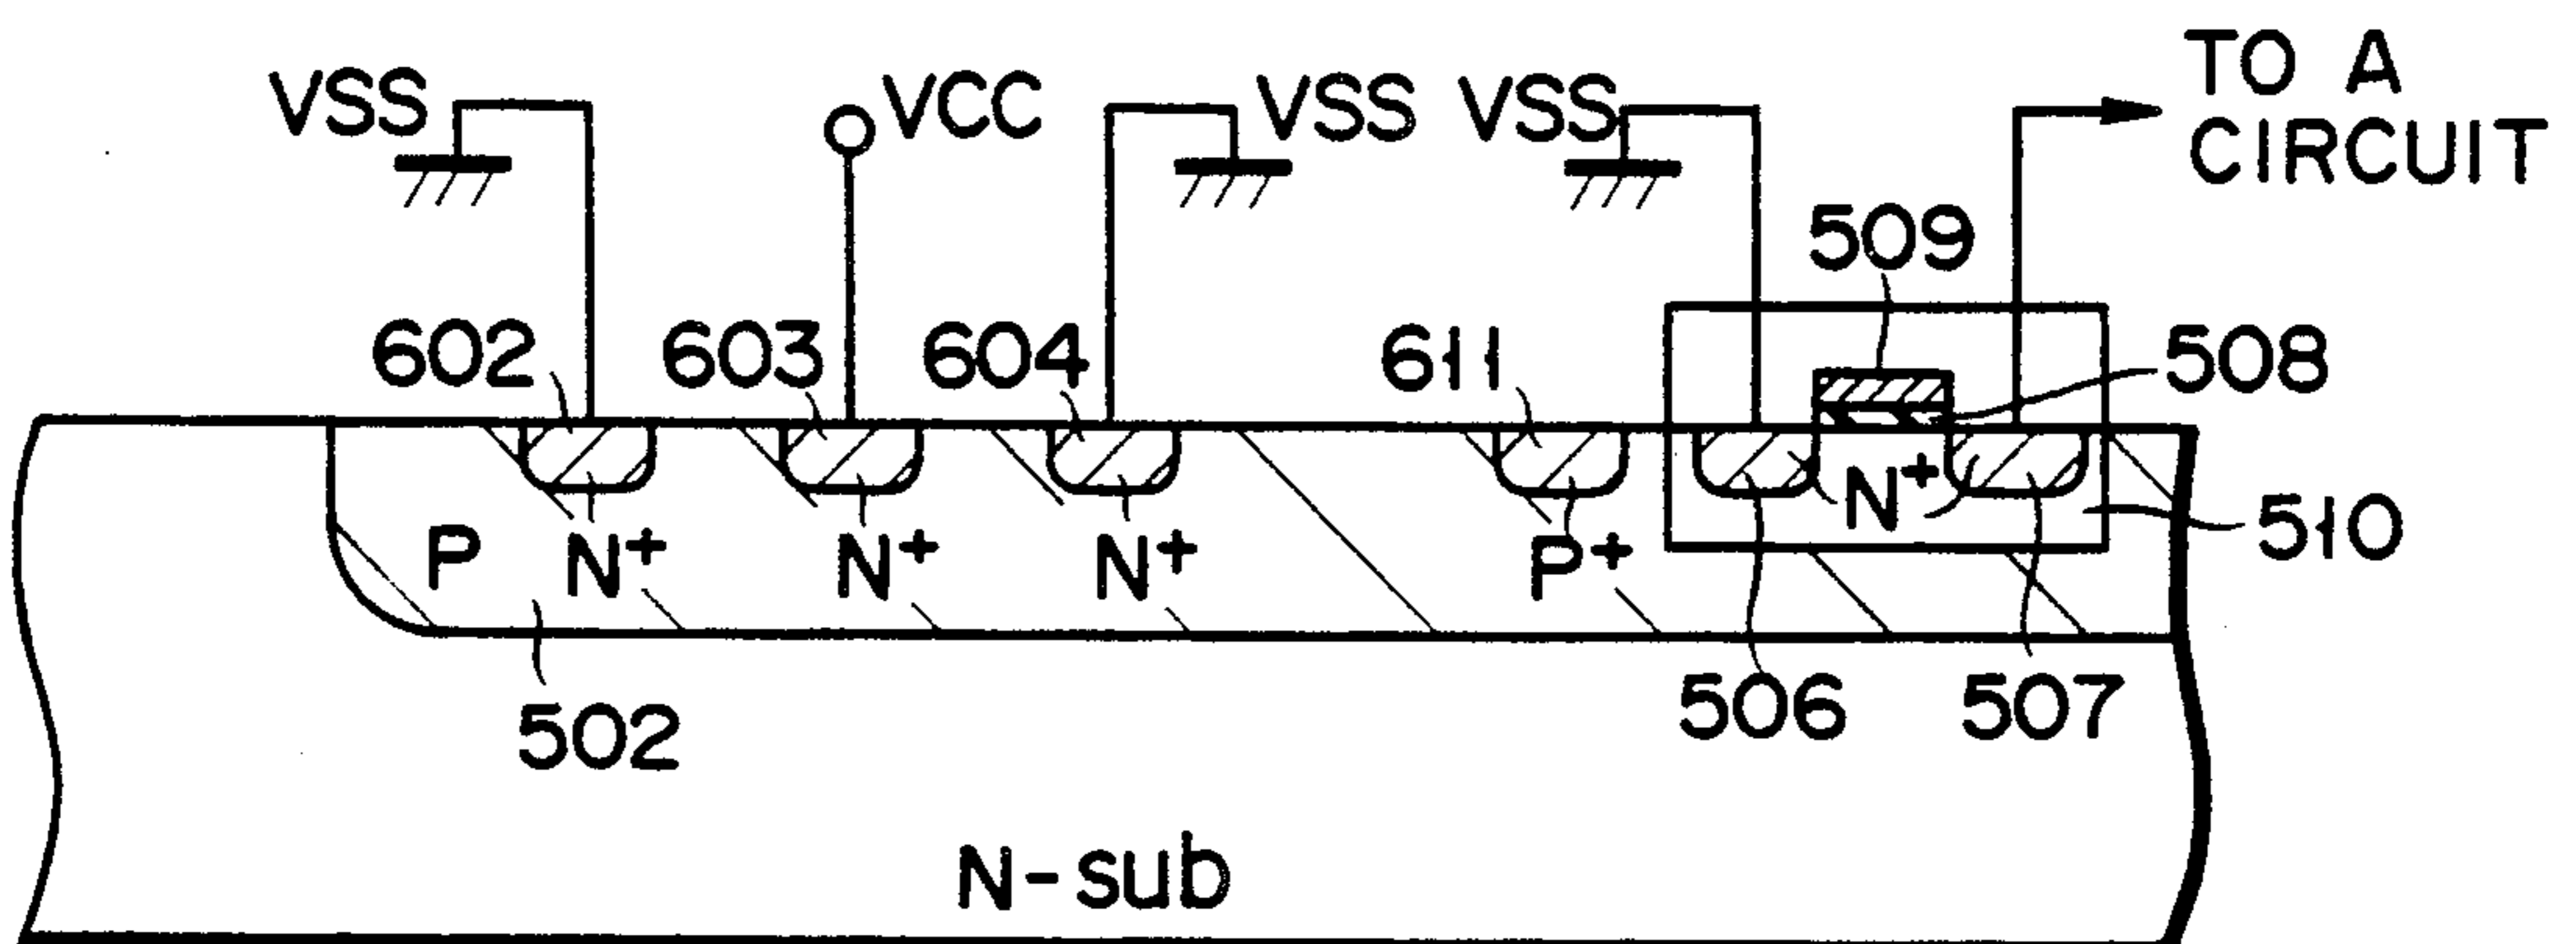 VSS
VCC
VSS
VSS
TO A
CIRCUIT
509
602
603
604
611
508
P
N+
N+
N+
P+
N+
510
502
506
507
N-sub